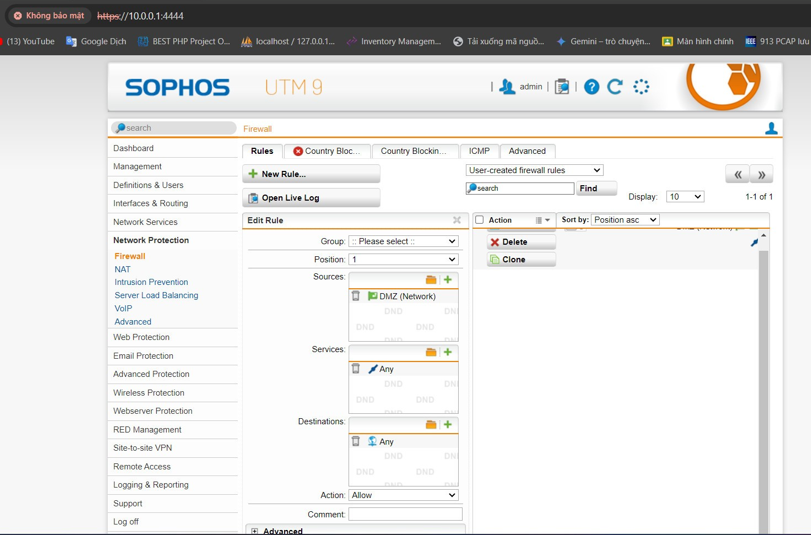 Không bảo mật https://10.0.0.1:4444
(13) YouTube Google Dịch BEST PHP Project O... localhost / 127.0.0.1... Inventory Managem... Tải xuống mã nguồ... Gemini – trò chuyện... Màn hình chính 913 PCAP lưu
SOPHOS UTM 9 | admin | ?
search Firewall
Dashboard
Management
Definitions & Users
Interfaces & Routing
Network Services
Network Protection
Firewall
NAT
Intrusion Prevention
Server Load Balancing
VoIP
Advanced
Web Protection
Email Protection
Advanced Protection
Wireless Protection
Webserver Protection
RED Management
Site-to-site VPN
Remote Access
Logging & Reporting
Support
Log off
Rules Country Bloc... Country Blockin... ICMP Advanced
New Rule... User-created firewall rules « »
Open Live Log search Find Display: 10 1-1 of 1
Edit Rule
Group: :: Please select ::
Position: 1
Sources:
DMZ (Network)
DND DND
DND DND
Services:
Any
DND DND
DND DND
Destinations:
Any
DND DND
DND DND
Action: Allow
Comment:
Advanced
Action Sort by: Position asc
Delete
Clone